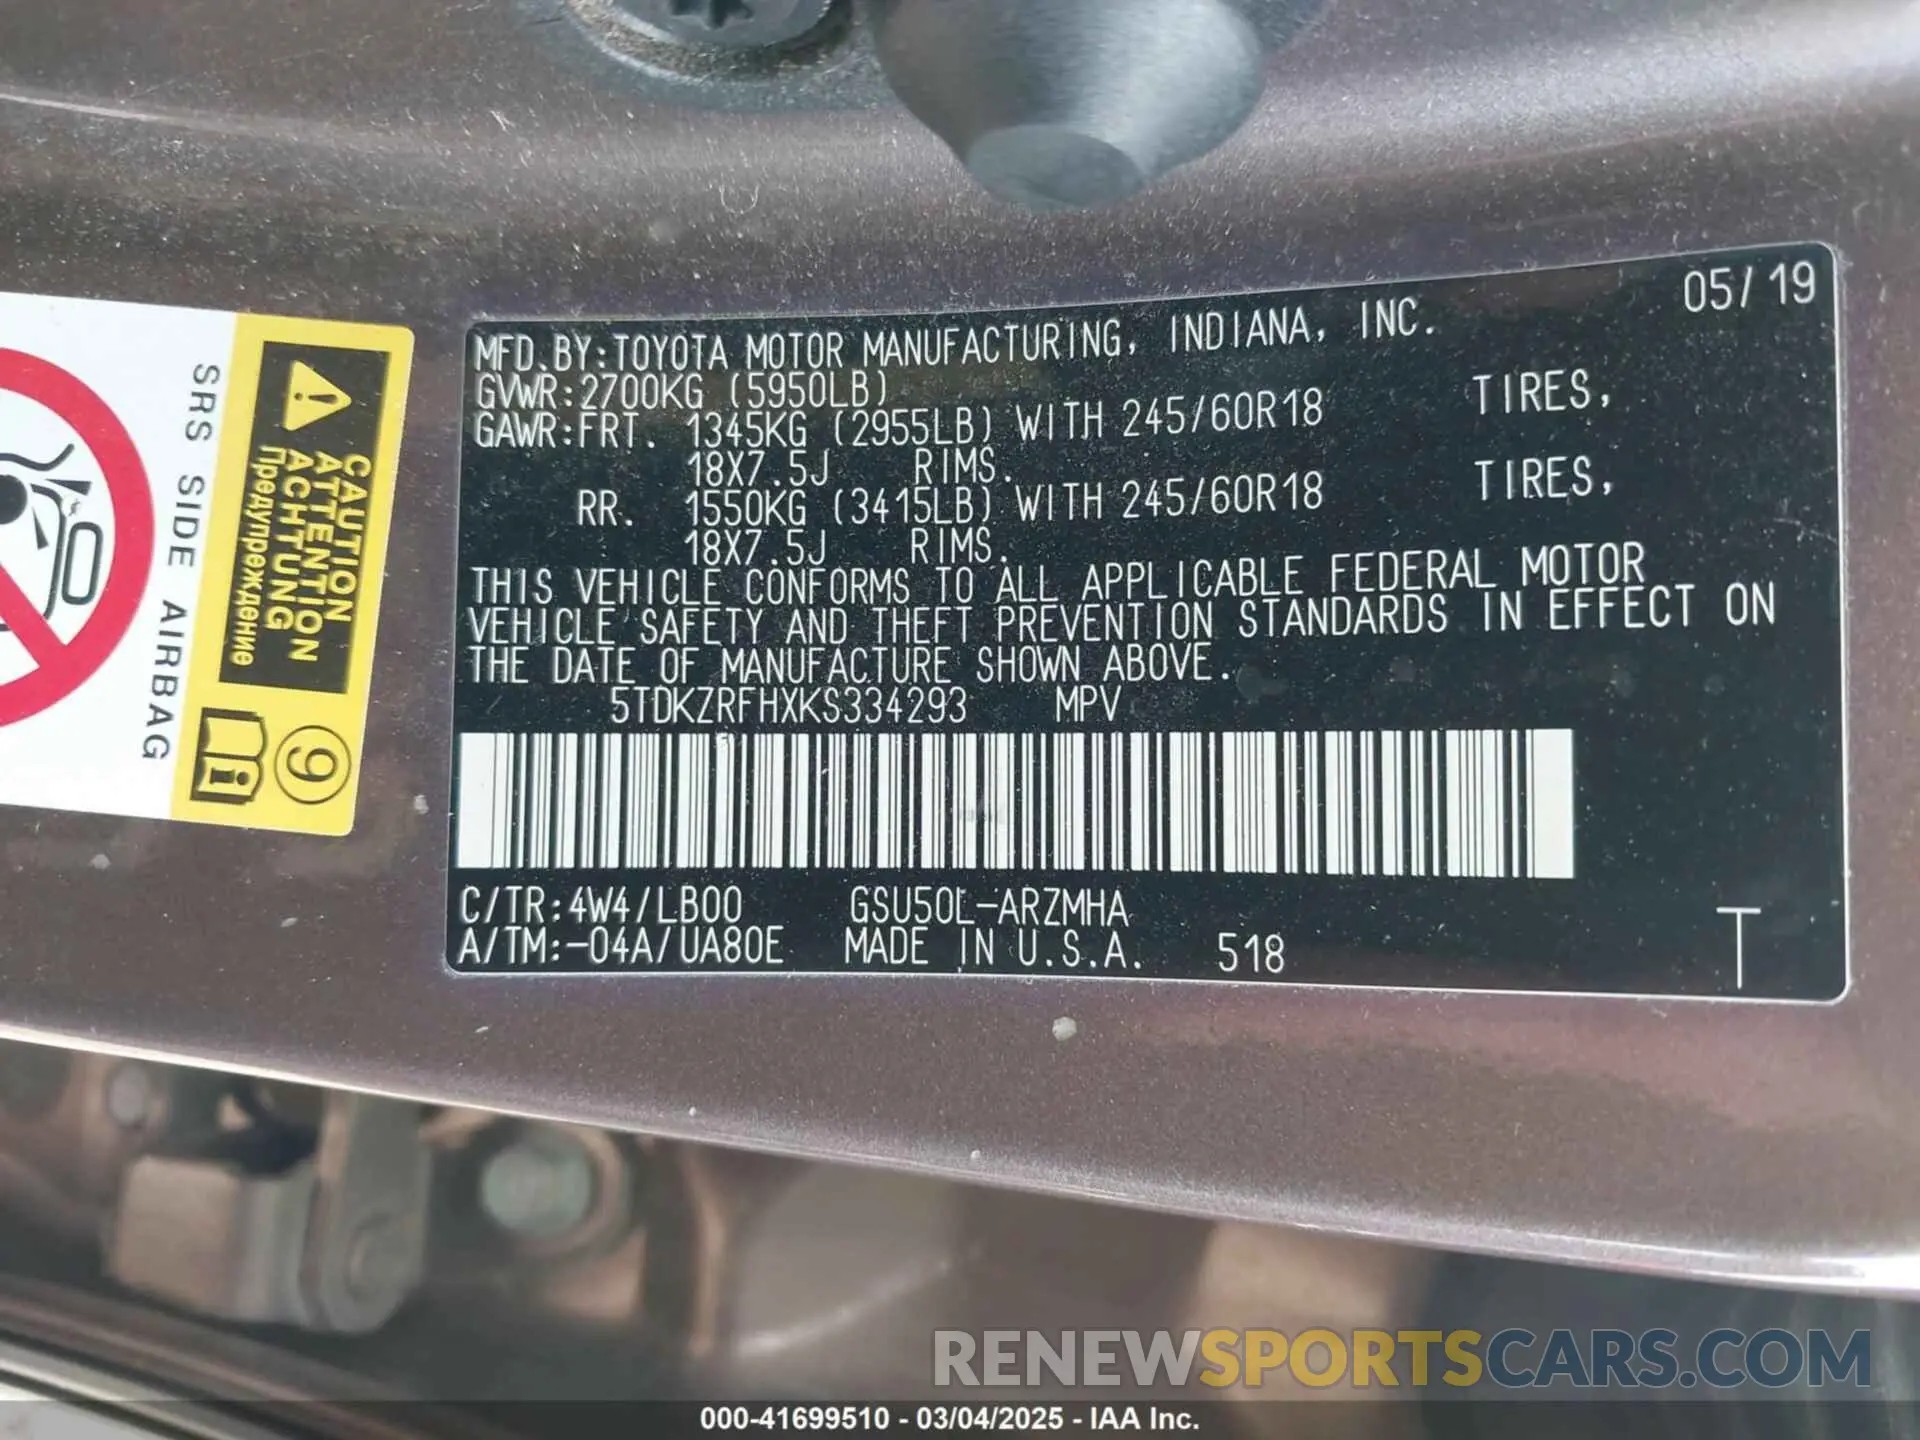 SRS SIDE AIRBAG
CAUTION
ATTENTION
ACHTUNG
Предупреждение
9
05/19
MFD.BY:TOYOTA MOTOR MANUFACTURING, INDIANA, INC.
GVWR:2700KG (5950LB)
GAWR:FRT. 1345KG (2955LB) WITH 245/60R18 TIRES,
18X7.5J RIMS.
RR. 1550KG (3415LB) WITH 245/60R18 TIRES,
18X7.5J RIMS.
THIS VEHICLE CONFORMS TO ALL APPLICABLE FEDERAL MOTOR
VEHICLE SAFETY AND THEFT PREVENTION STANDARDS IN EFFECT ON
THE DATE OF MANUFACTURE SHOWN ABOVE.
5TDKZRFHXKS334293 MPV
C/TR:4W4/LB00 GSU50L-ARZMHA
A/TM:-04A/UA80E MADE IN U.S.A. 518 T
RENEWSPORTSCARS.COM
000-41699510 - 03/04/2025 - IAA Inc.